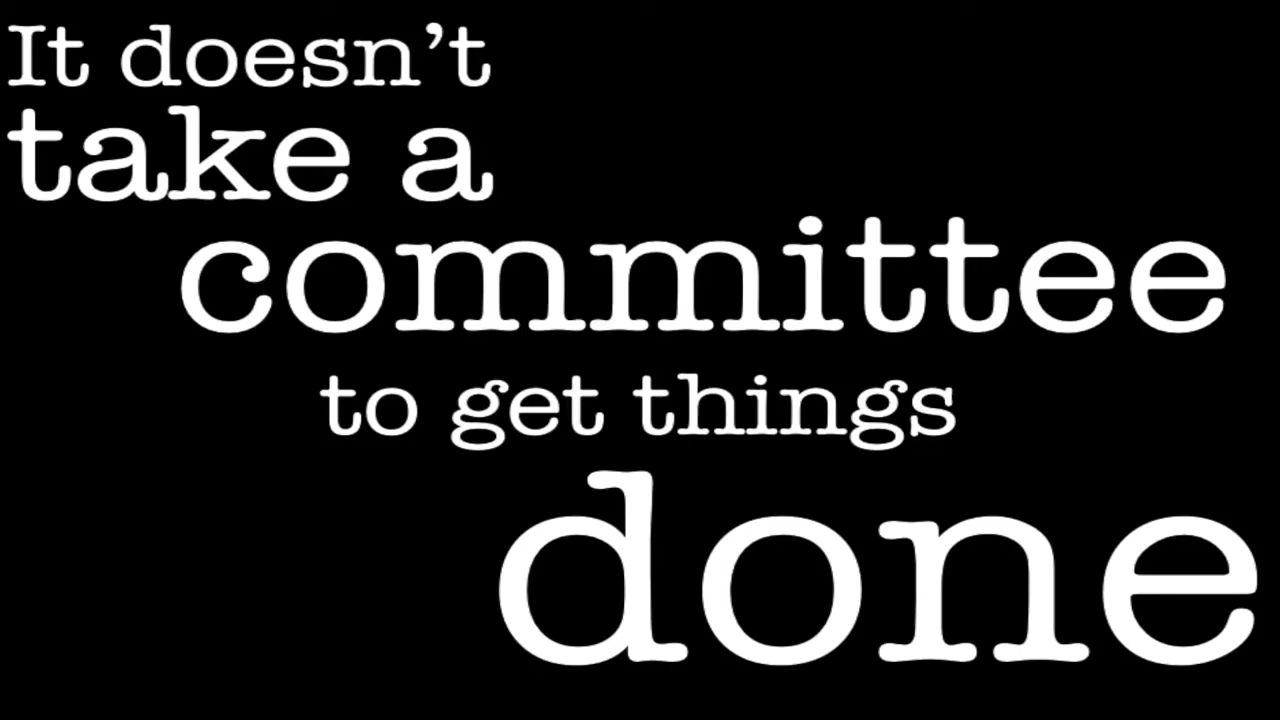 It doesn’t
take a
committee
to get things
done